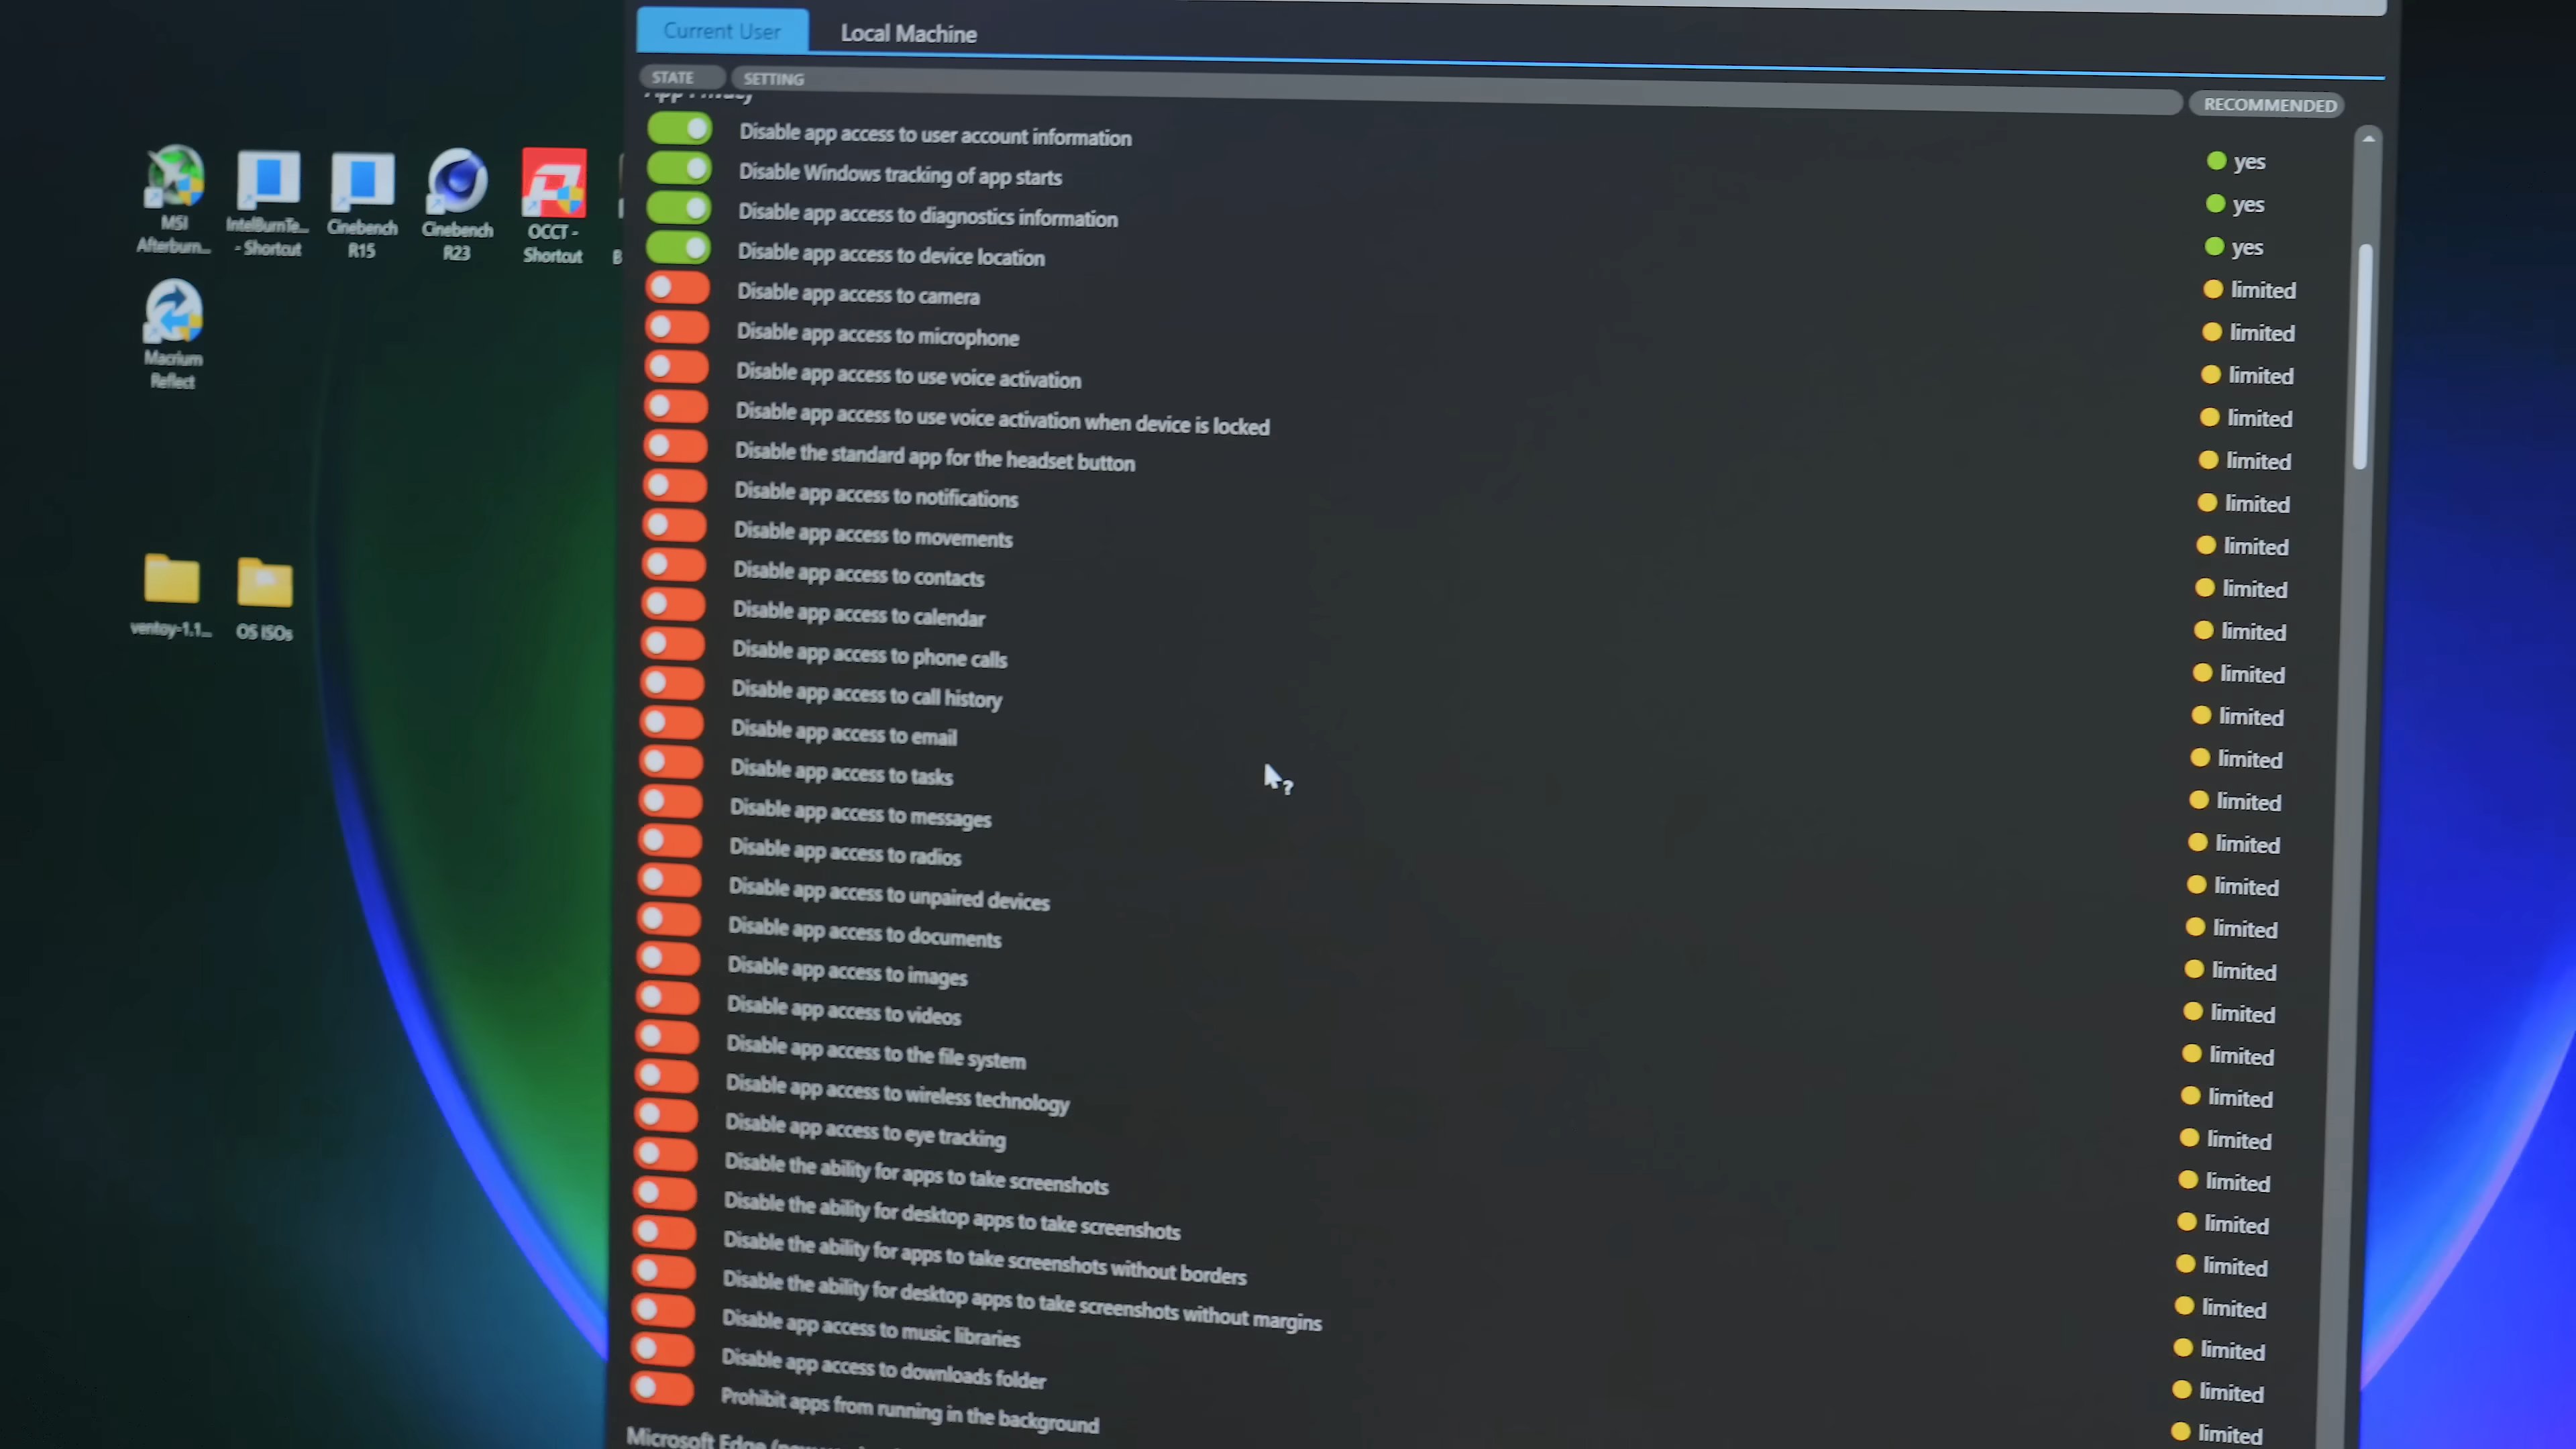 Current User
Local Machine
STATE
SETTING
RECOMMENDED
App Privacy
Disable app access to user account information
yes
Disable Windows tracking of app starts
yes
Disable app access to diagnostics information
yes
Disable app access to device location
limited
Disable app access to camera
limited
Disable app access to microphone
limited
Disable app access to use voice activation
limited
Disable app access to use voice activation when device is locked
limited
Disable the standard app for the headset button
limited
Disable app access to notifications
limited
Disable app access to movements
limited
Disable app access to contacts
limited
Disable app access to calendar
limited
Disable app access to phone calls
limited
Disable app access to call history
limited
Disable app access to email
limited
Disable app access to tasks
limited
Disable app access to messages
limited
Disable app access to radios
limited
Disable app access to unpaired devices
limited
Disable app access to documents
limited
Disable app access to images
limited
Disable app access to videos
limited
Disable app access to the file system
limited
Disable app access to wireless technology
limited
Disable app access to eye tracking
limited
Disable the ability for apps to take screenshots
limited
Disable the ability for desktop apps to take screenshots
limited
Disable the ability for apps to take screenshots without borders
limited
Disable the ability for desktop apps to take screenshots without margins
limited
Disable app access to music libraries
limited
Disable app access to downloads folder
limited
Prohibit apps from running in the background
limited
Microsoft Edge
MSI
Afterburn...
IntelBurnTe...
- Shortcut
Cinebench
R15
Cinebench
R23
OCCT -
Shortcut
Macrium
Reflect
ventoy-1.1...
OS ISOs
?